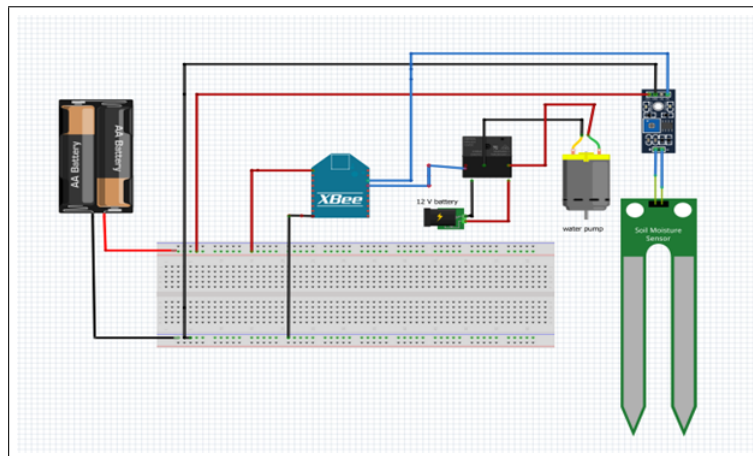 AA Battery
AA Battery
XBee
12 V battery
water pump
Soil Moisture
Sensor